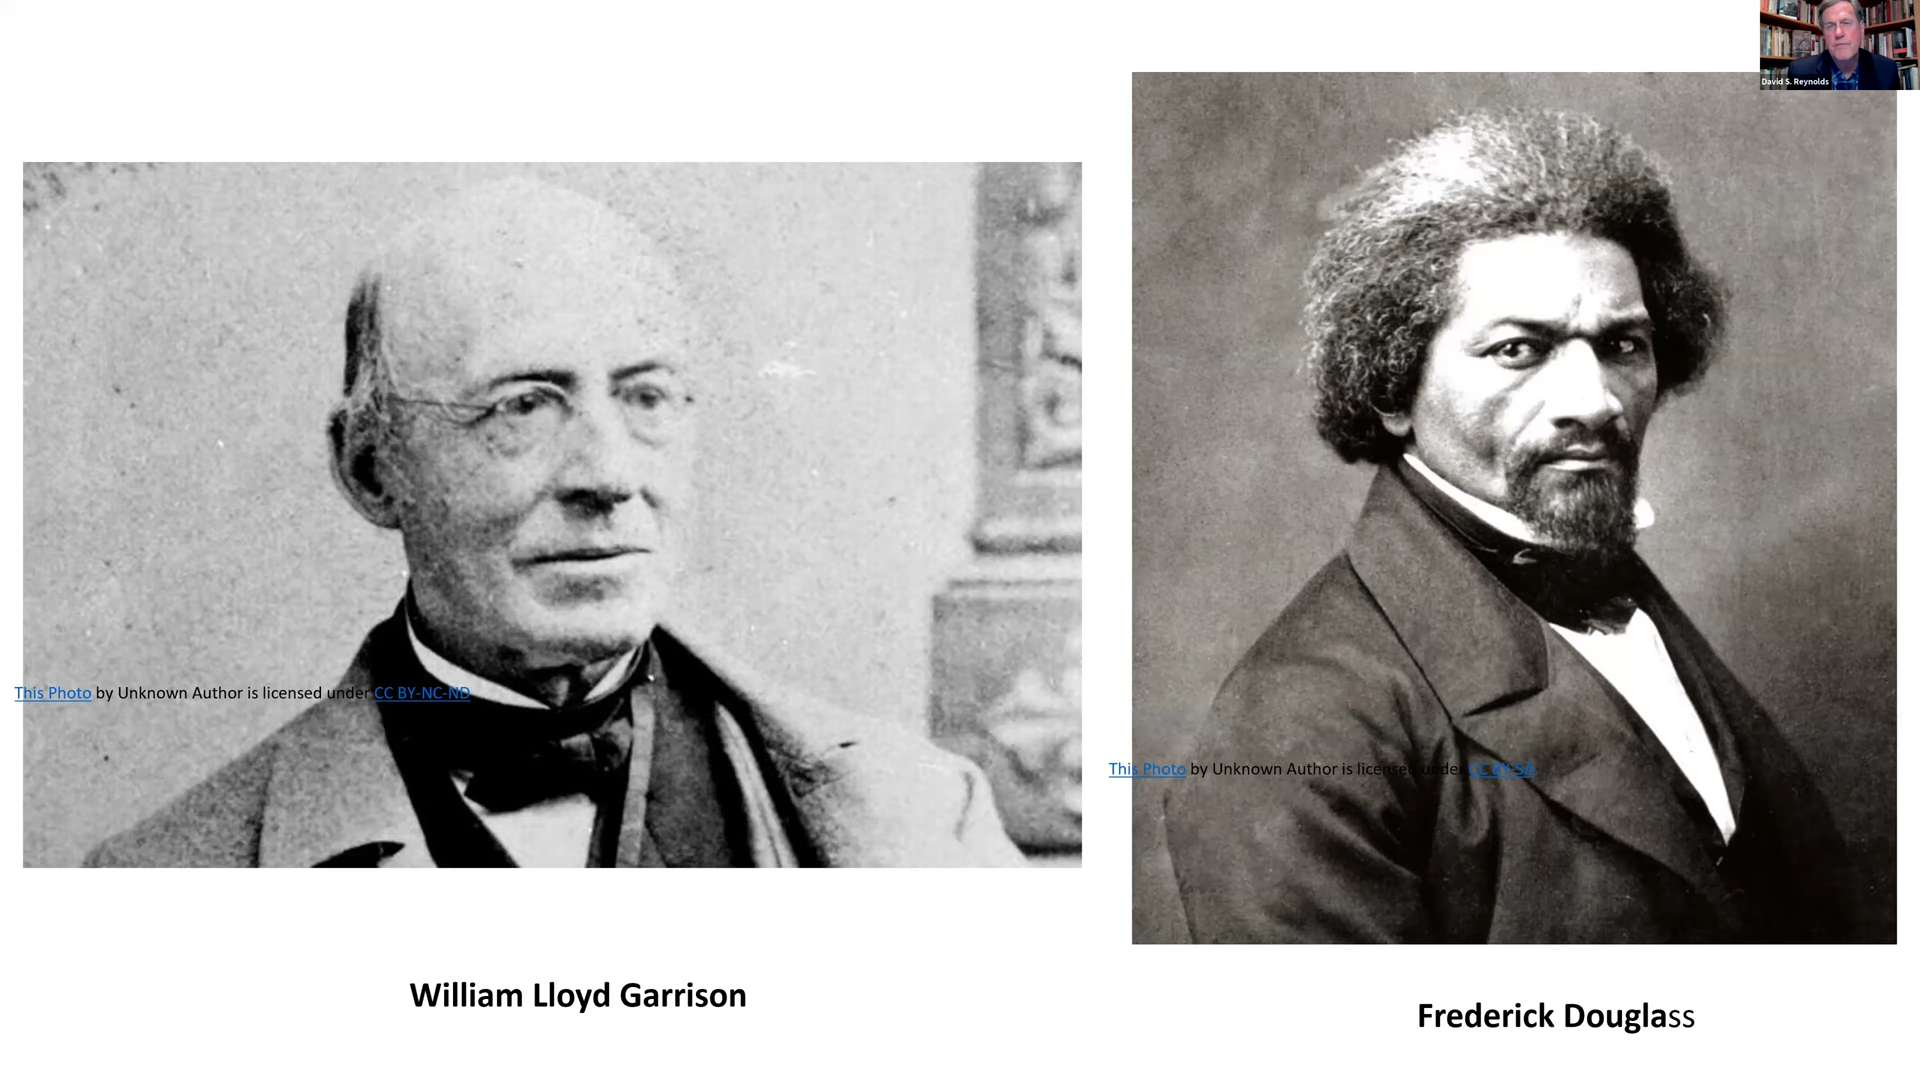 David S. Reynolds
This Photo by Unknown Author is licensed under CC BY-NC-ND
This Photo by Unknown Author is licensed under CC BY-SA
William Lloyd Garrison
Frederick Douglass